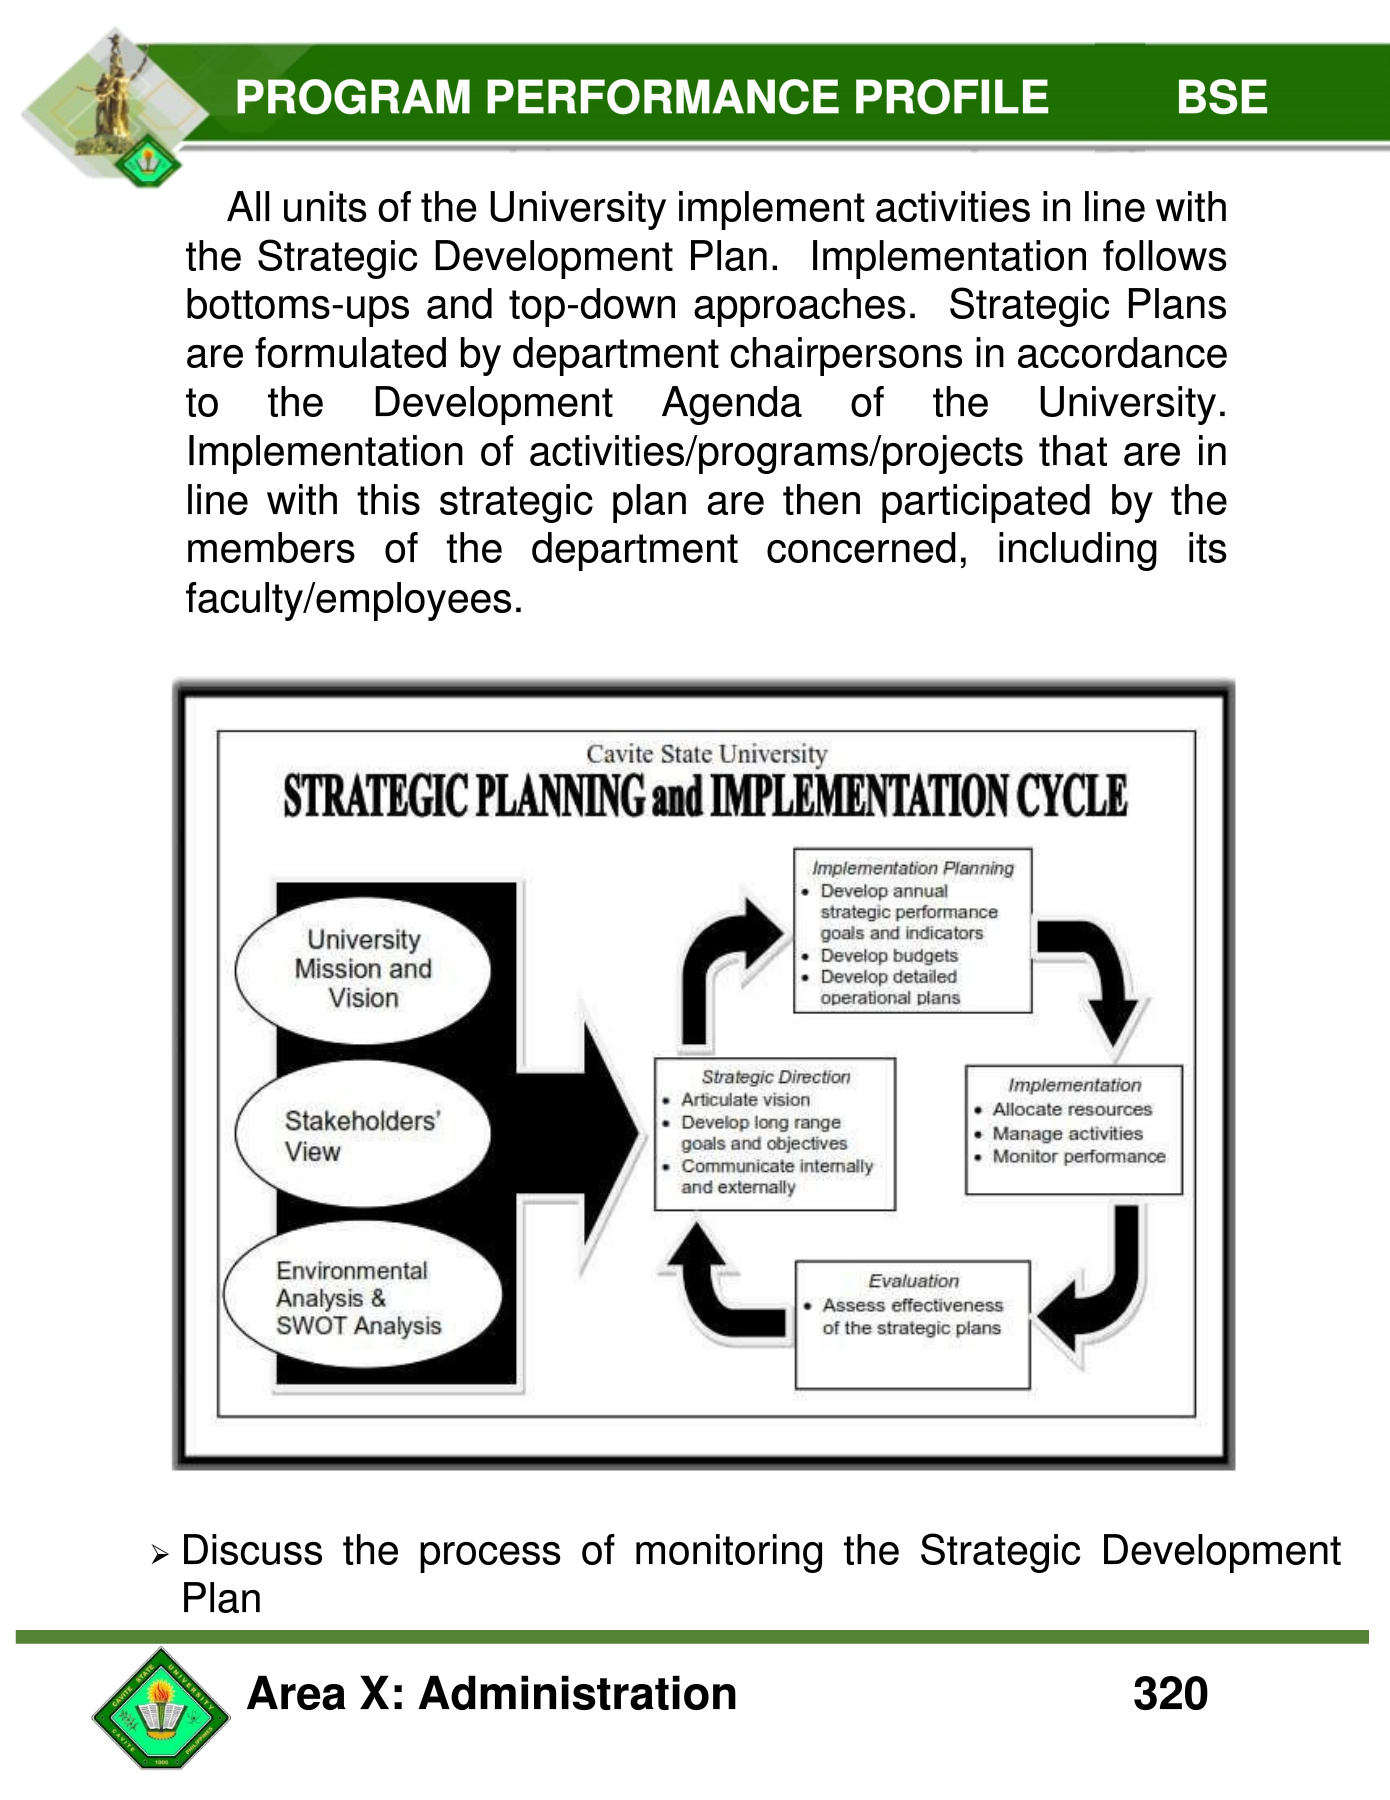 PROGRAM PERFORMANCE PROFILE BSE
All units of the University implement activities in line with
the Strategic Development Plan. Implementation follows
bottoms-ups and top-down approaches. Strategic Plans
are formulated by department chairpersons in accordance
to the Development Agenda of the University.
Implementation of activities/programs/projects that are in
line with this strategic plan are then participated by the
members of the department concerned, including its
faculty/employees.
Cavite State University
STRATEGIC PLANNING and IMPLEMENTATION CYCLE
University
Mission and
Vision
Stakeholders'
View
Environmental
Analysis &
SWOT Analysis
Strategic Direction
• Articulate vision
• Develop long range
goals and objectives
• Communicate internally
and externally
Implementation Planning
• Develop annual
strategic performance
goals and indicators
• Develop budgets
• Develop detailed
operational plans
Implementation
• Allocate resources
• Manage activities
• Monitor performance
Evaluation
• Assess effectiveness
of the strategic plans
➢ Discuss the process of monitoring the Strategic Development
Plan
CAVITE STATE UNIVERSITY
CAVITE PHILIPPINES
1906
Area X: Administration 320